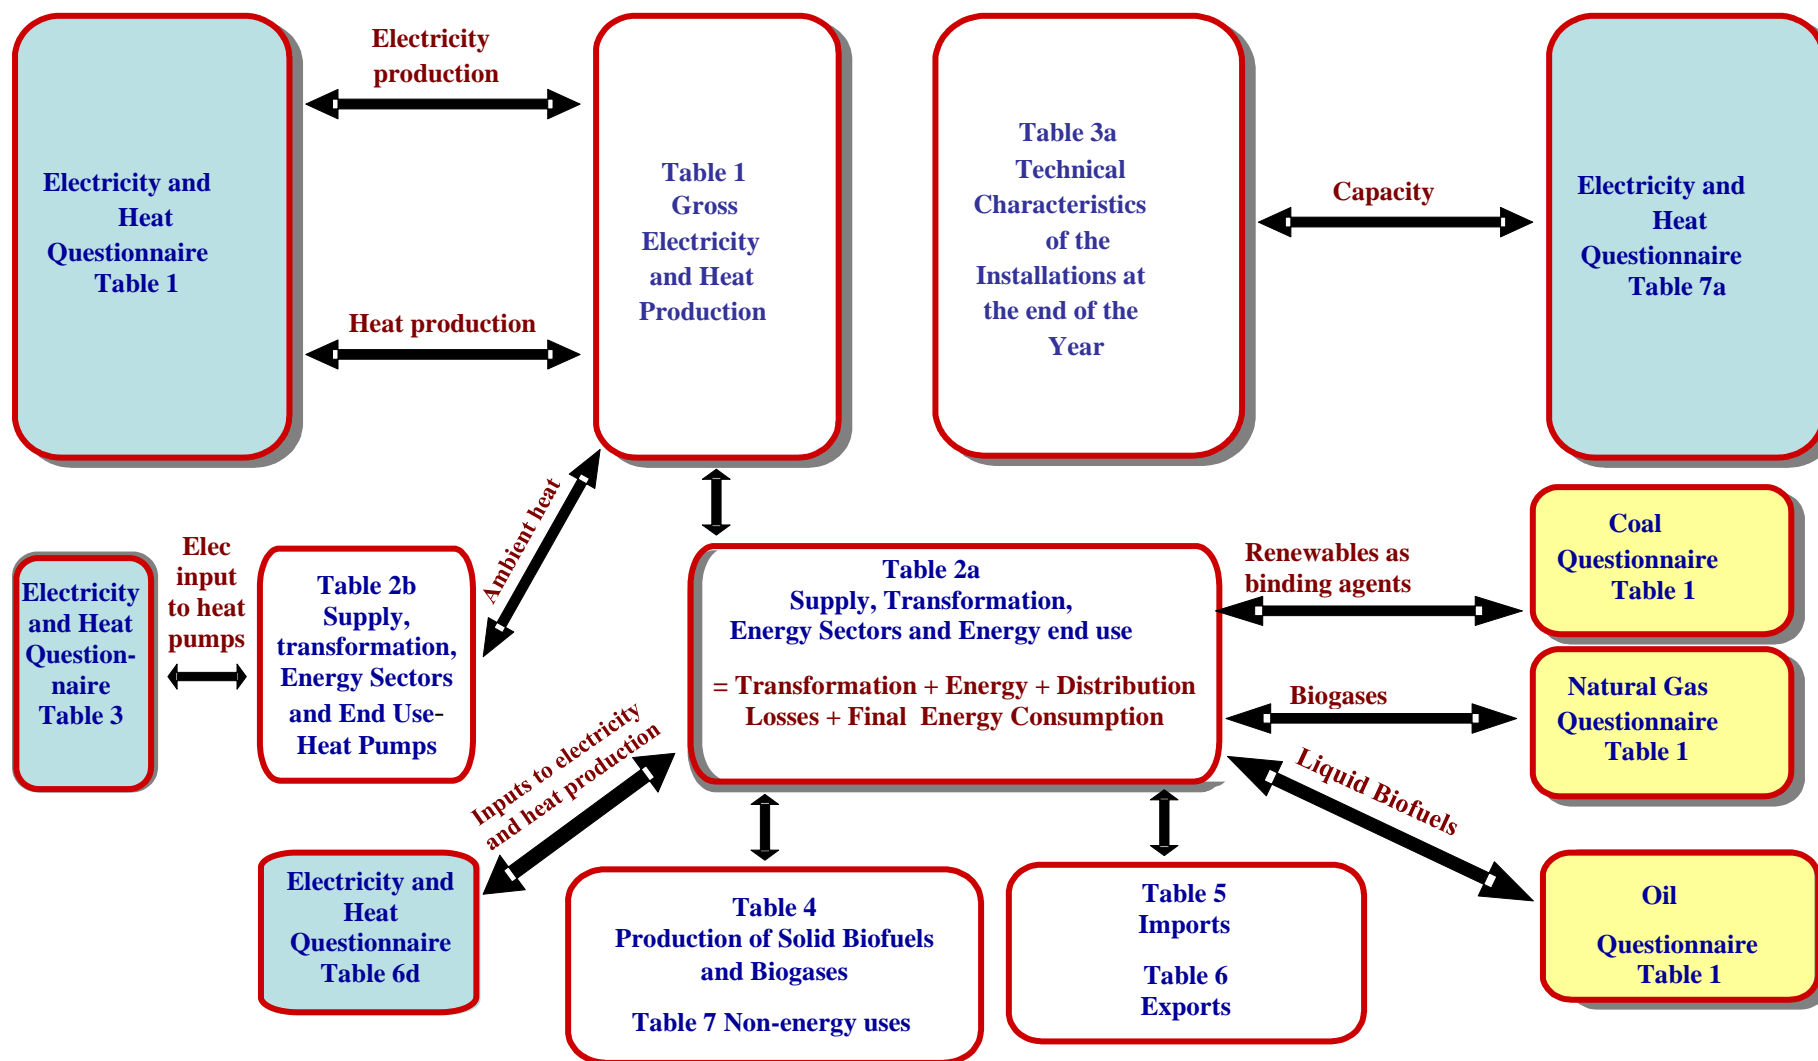 Electricity
production
Electricity and
Heat
Questionnaire
Table 1
Heat production
Table 1
Gross
Electricity
and Heat
Production
Table 3a
Technical
Characteristics
of the
Installations at
the end of the
Year
Capacity
Electricity and
Heat
Questionnaire
Table 7a
Ambient heat
Elec
input
to heat
pumps
Electricity
and Heat
Question-
naire
Table 3
Table 2b
Supply,
transformation,
Energy Sectors
and End Use-
Heat Pumps
Table 2a
Supply, Transformation,
Energy Sectors and Energy end use
= Transformation + Energy + Distribution
Losses + Final  Energy Consumption
Renewables as
binding agents
Coal
Questionnaire
Table 1
Biogases
Natural Gas
Questionnaire
Table 1
Liquid Biofuels
Oil
Questionnaire
Table 1
Inputs to electricity
and heat production
Electricity and
Heat
Questionnaire
Table 6d
Table 4
Production of Solid Biofuels
and Biogases
Table 7 Non-energy uses
Table 5
Imports
Table 6
Exports